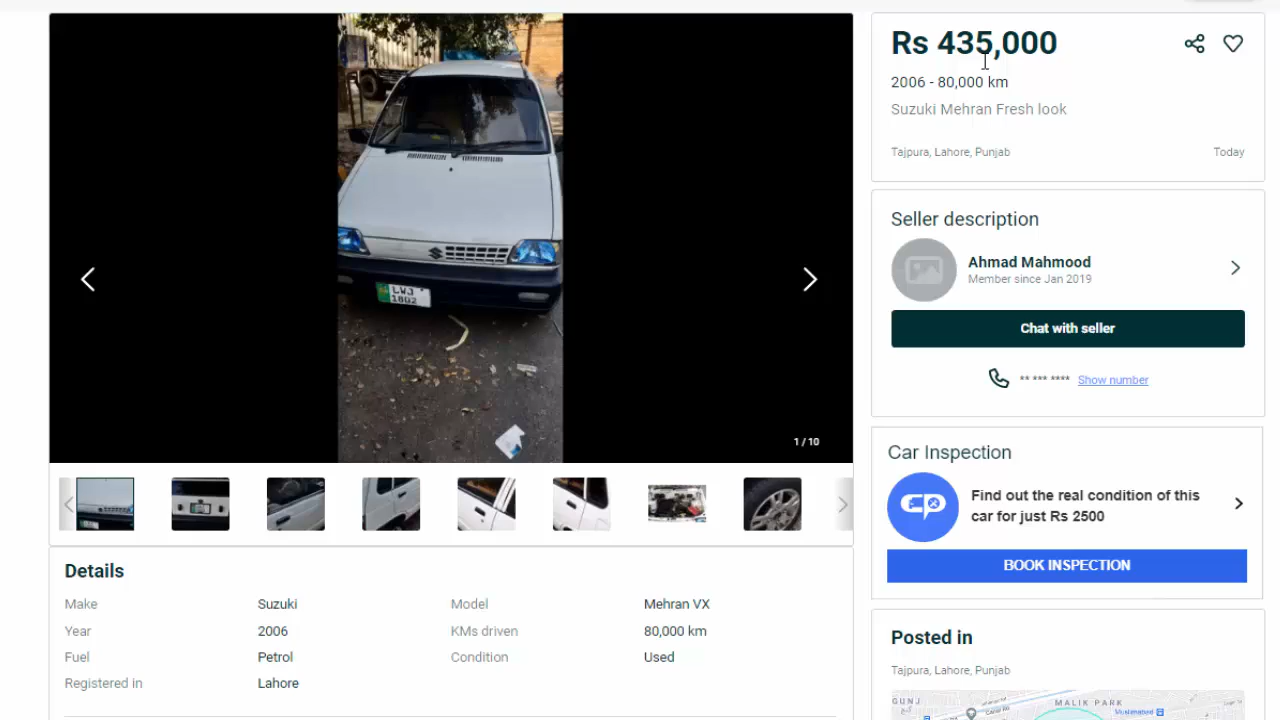 Rs 435,000
2006 - 80,000 km
Suzuki Mehran Fresh look
Tajpura, Lahore, Punjab
Today
LWJ
1802
1 / 10
Seller description
Ahmad Mahmood
Member since Jan 2019
Chat with seller
** *** **** Show number
Car Inspection
Find out the real condition of this
car for just Rs 2500
BOOK INSPECTION
Details
Make Suzuki Model Mehran VX
Year 2006 KMs driven 80,000 km
Fuel Petrol Condition Used
Registered in Lahore
Posted in
Tajpura, Lahore, Punjab
GUNJ
MALIK PARK